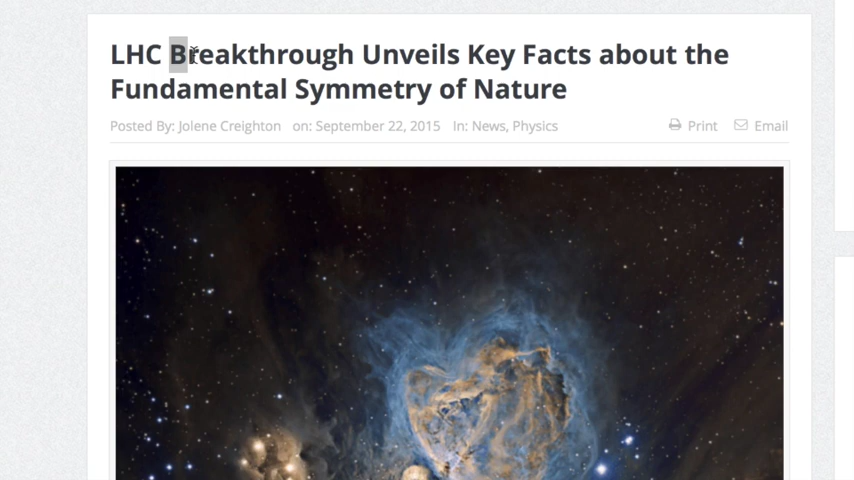 LHC Breakthrough Unveils Key Facts about the
Fundamental Symmetry of Nature
Posted By: Jolene Creighton on: September 22, 2015 In: News, Physics Print Email